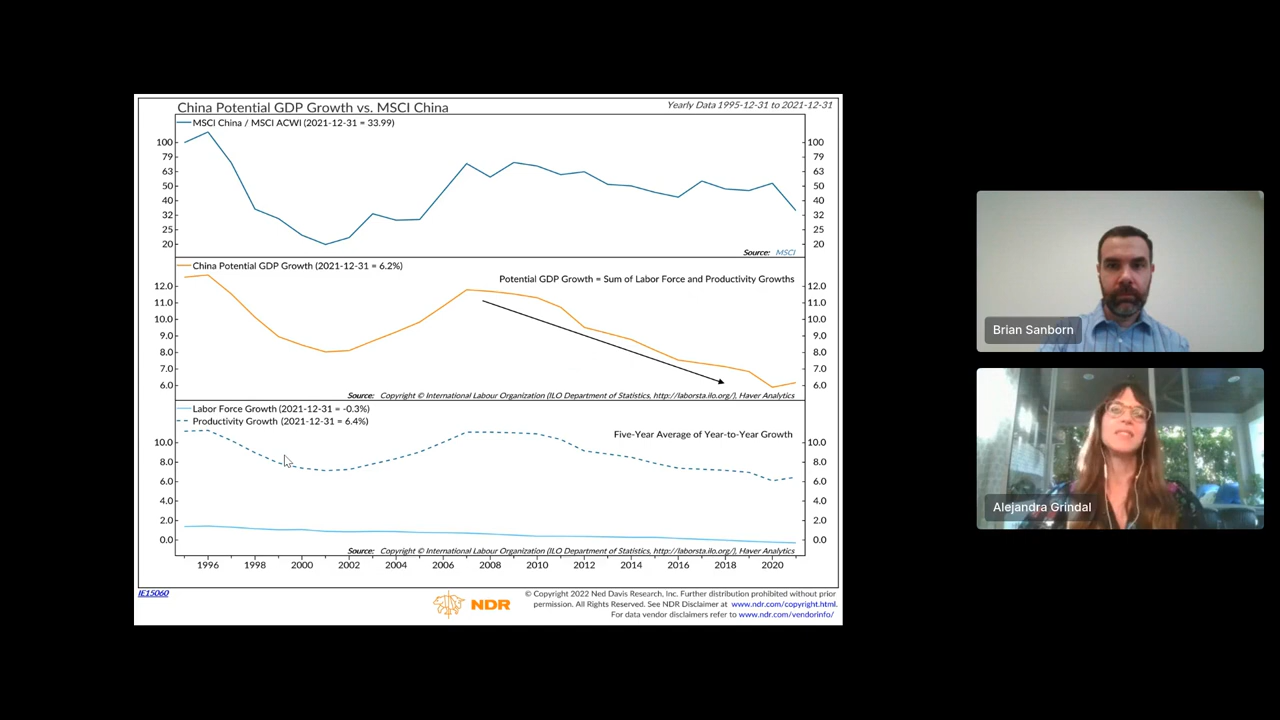 China Potential GDP Growth vs. MSCI China
Yearly Data 1995-12-31 to 2021-12-31
MSCI China / MSCI ACWI (2021-12-31 = 33.99)
100 100
79 79
63 63
50 50
40 40
32 32
25 25
20 20
Source: MSCI
China Potential GDP Growth (2021-12-31 = 6.2%)
Potential GDP Growth = Sum of Labor Force and Productivity Growths
12.0 12.0
11.0 11.0
10.0 10.0
9.0 9.0
8.0 8.0
7.0 7.0
6.0 6.0
Source: Copyright © International Labour Organization (ILO Department of Statistics, http://laborsta.ilo.org/), Haver Analytics
Labor Force Growth (2021-12-31 = -0.3%)
Productivity Growth (2021-12-31 = 6.4%)
Five-Year Average of Year-to-Year Growth
10.0 10.0
8.0 8.0
6.0 6.0
4.0 4.0
2.0 2.0
0.0 0.0
Source: Copyright © International Labour Organization (ILO Department of Statistics, http://laborsta.ilo.org/), Haver Analytics
1996 1998 2000 2002 2004 2006 2008 2010 2012 2014 2016 2018 2020
IE15060
NDR
© Copyright 2022 Ned Davis Research, Inc. Further distribution prohibited without prior
permission. All Rights Reserved. See NDR Disclaimer at www.ndr.com/copyright.html.
For data vendor disclaimers refer to www.ndr.com/vendorinfo/
Brian Sanborn
Alejandra Grindal